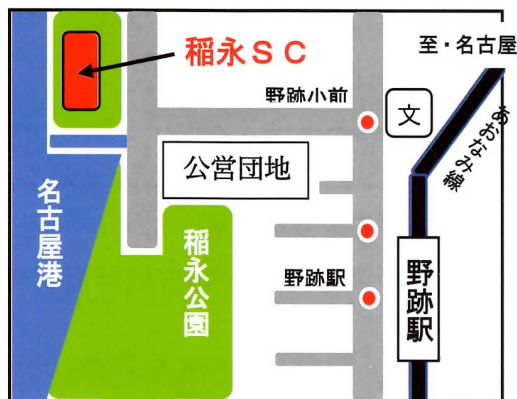 稲永ＳＣ
至・名古屋
野跡小前
文
あおなみ線
公営団地
名古屋港
稲永公園
野跡駅
野跡駅